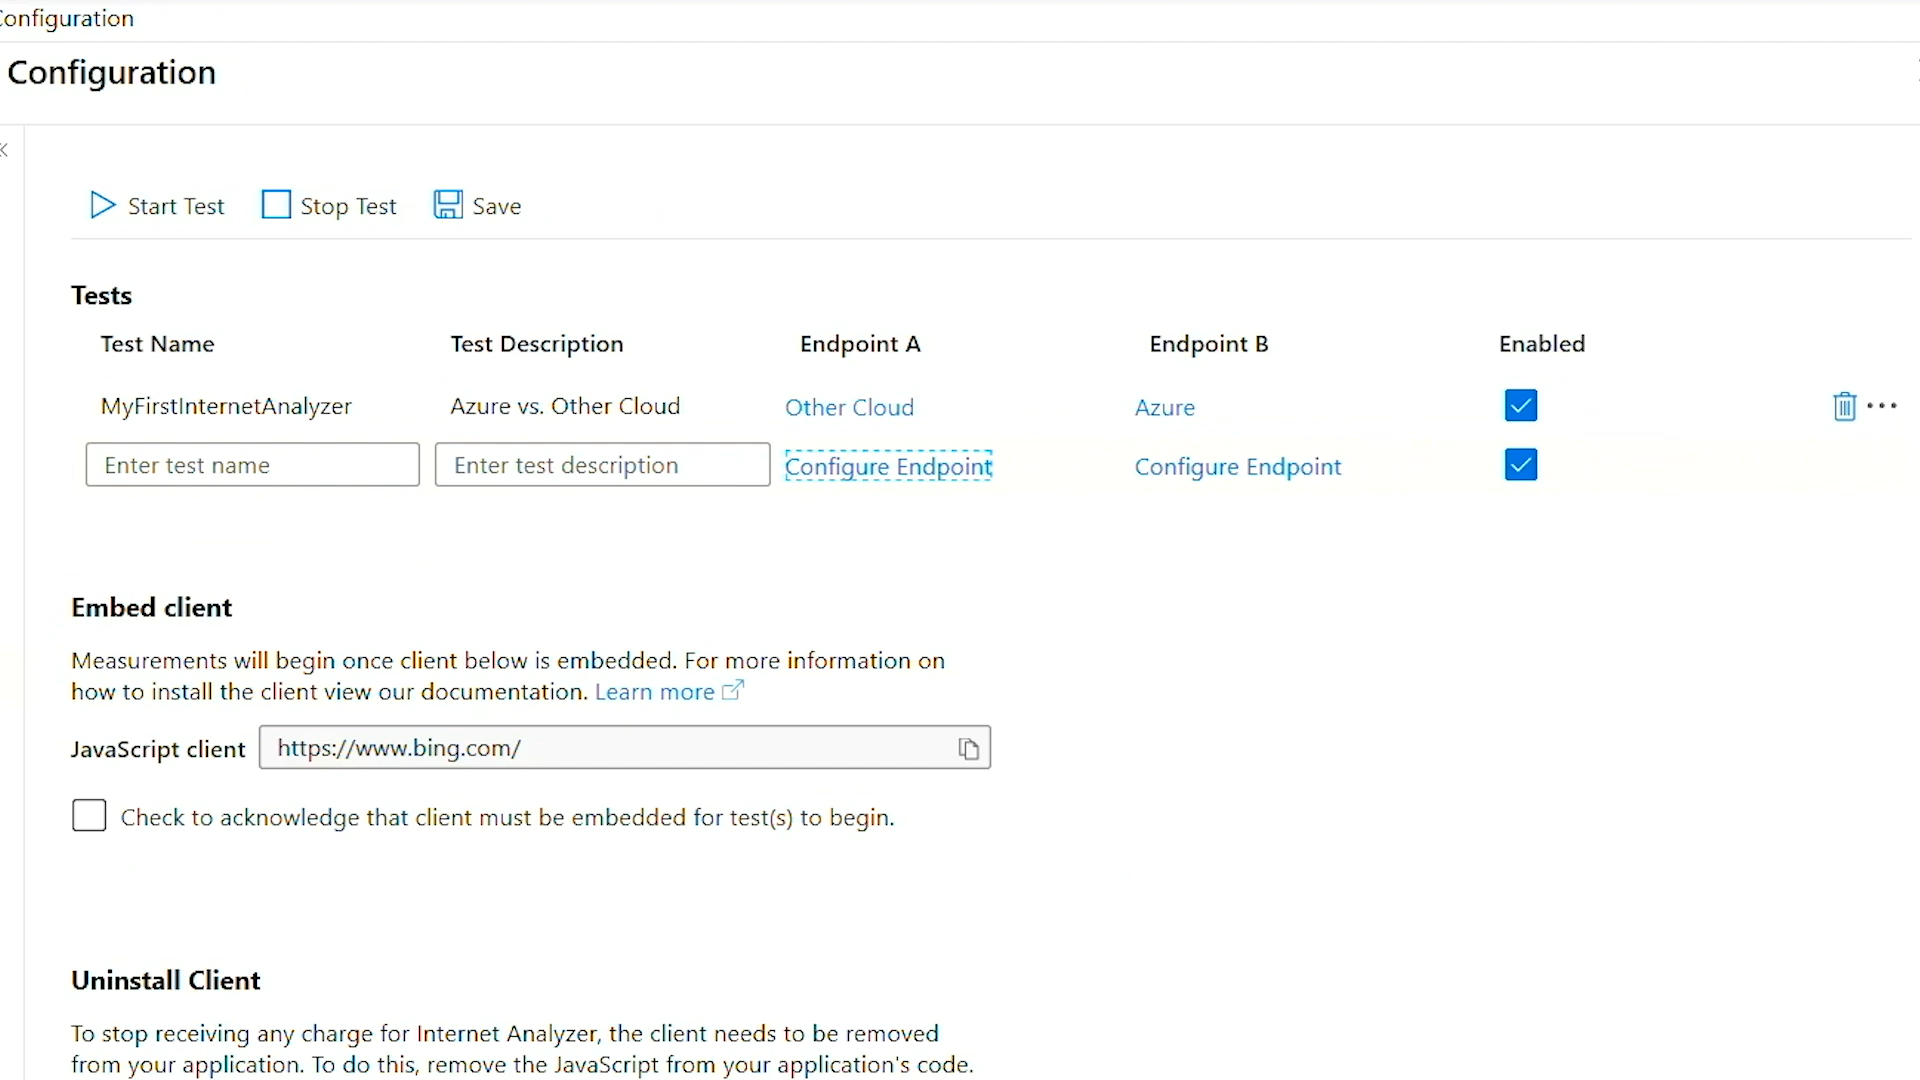 Configuration
Configuration
Start Test Stop Test Save
Tests
Test Name Test Description Endpoint A Endpoint B Enabled
MyFirstInternetAnalyzer Azure vs. Other Cloud Other Cloud Azure
Enter test name Enter test description Configure Endpoint Configure Endpoint
Embed client
Measurements will begin once client below is embedded. For more information on
how to install the client view our documentation. Learn more
JavaScript client https://www.bing.com/
Check to acknowledge that client must be embedded for test(s) to begin.
Uninstall Client
To stop receiving any charge for Internet Analyzer, the client needs to be removed
from your application. To do this, remove the JavaScript from your application's code.